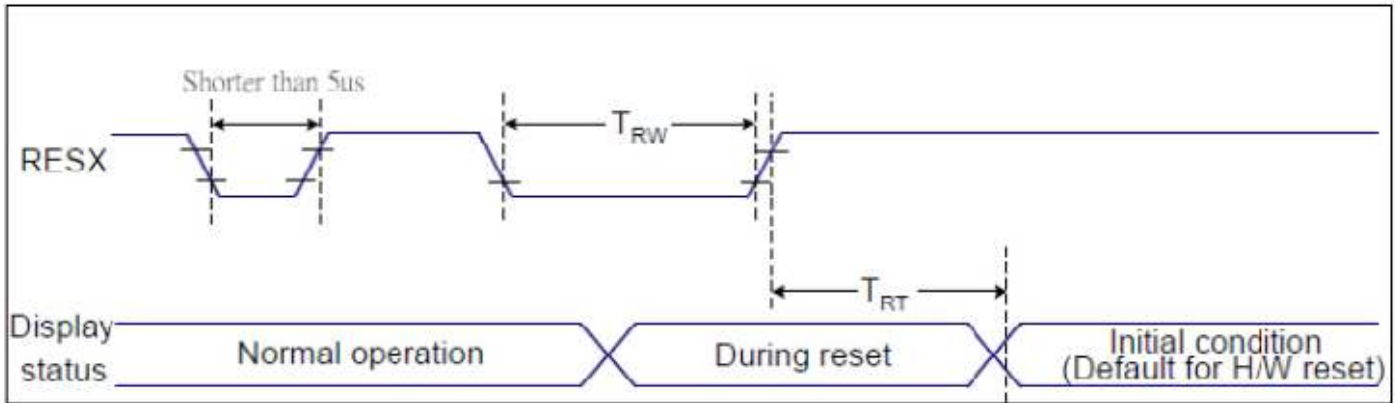 Shorter than 5us
TRW
RESX
TRT
Display
status
Normal operation
During reset
Initial condition
(Default for H/W reset)